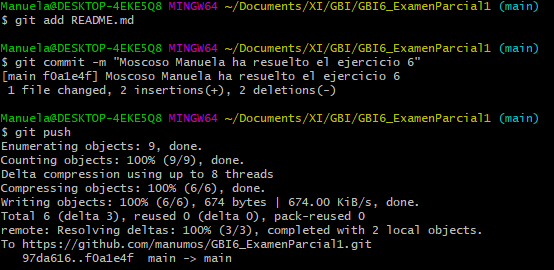 Manuela@DESKTOP-4EKE5Q8 MINGW64 ~/Documents/XI/GBI/GBI6_ExamenParcial1 (main)
$ git add README.md
Manuela@DESKTOP-4EKE5Q8 MINGW64 ~/Documents/XI/GBI/GBI6_ExamenParcial1 (main)
$ git commit -m "Moscoso Manuela ha resuelto el ejercicio 6"
[main f0a1e4f] Moscoso Manuela ha resuelto el ejercicio 6
 1 file changed, 2 insertions(+), 2 deletions(-)
Manuela@DESKTOP-4EKE5Q8 MINGW64 ~/Documents/XI/GBI/GBI6_ExamenParcial1 (main)
$ git push
Enumerating objects: 9, done.
Counting objects: 100% (9/9), done.
Delta compression using up to 8 threads
Compressing objects: 100% (6/6), done.
Writing objects: 100% (6/6), 674 bytes | 674.00 KiB/s, done.
Total 6 (delta 3), reused 0 (delta 0), pack-reused 0
remote: Resolving deltas: 100% (3/3), completed with 2 local objects.
To https://github.com/manumos/GBI6_ExamenParcial1.git
   97da616..f0a1e4f  main -> main